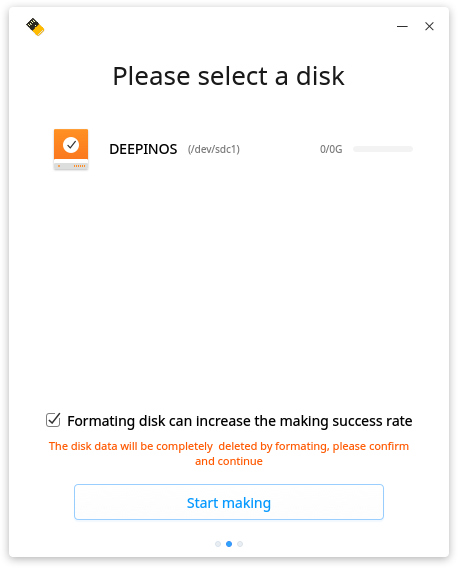 Please select a disk
DEEPINOS (/dev/sdc1) 0/0G
Formating disk can increase the making success rate
The disk data will be completely  deleted by formating, please confirm
and continue
Start making